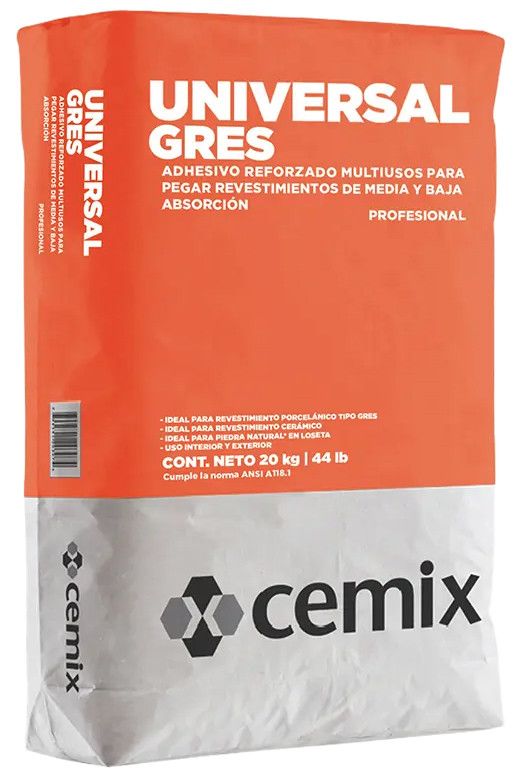 UNIVERSAL
GRES
ADHESIVO REFORZADO MULTIUSOS PARA
PEGAR REVESTIMIENTOS DE MEDIA Y BAJA
ABSORCIÓN
PROFESIONAL
- IDEAL PARA REVESTIMIENTO PORCELÁNICO TIPO GRES
- IDEAL PARA REVESTIMIENTO CERÁMICO
- IDEAL PARA PIEDRA NATURAL* EN LOSETA
- USO INTERIOR Y EXTERIOR
CONT. NETO 20 kg | 44 lb
Cumple la norma ANSI A118.1
cemix
UNIVERSAL
GRES
ADHESIVO REFORZADO MULTIUSOS PARA
PEGAR REVESTIMIENTOS DE MEDIA Y BAJA
ABSORCIÓN
PROFESIONAL
cemix